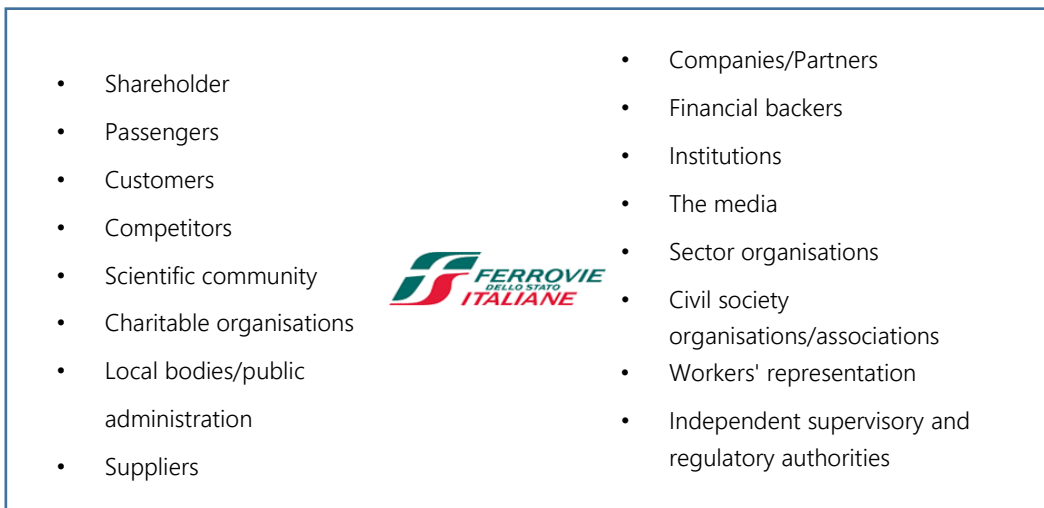 • Shareholder
• Passengers
• Customers
• Competitors
• Scientific community
• Charitable organisations
• Local bodies/public
administration
• Suppliers
FERROVIE
DELLO STATO
ITALIANE
• Companies/Partners
• Financial backers
• Institutions
• The media
• Sector organisations
• Civil society
organisations/associations
• Workers' representation
• Independent supervisory and
regulatory authorities